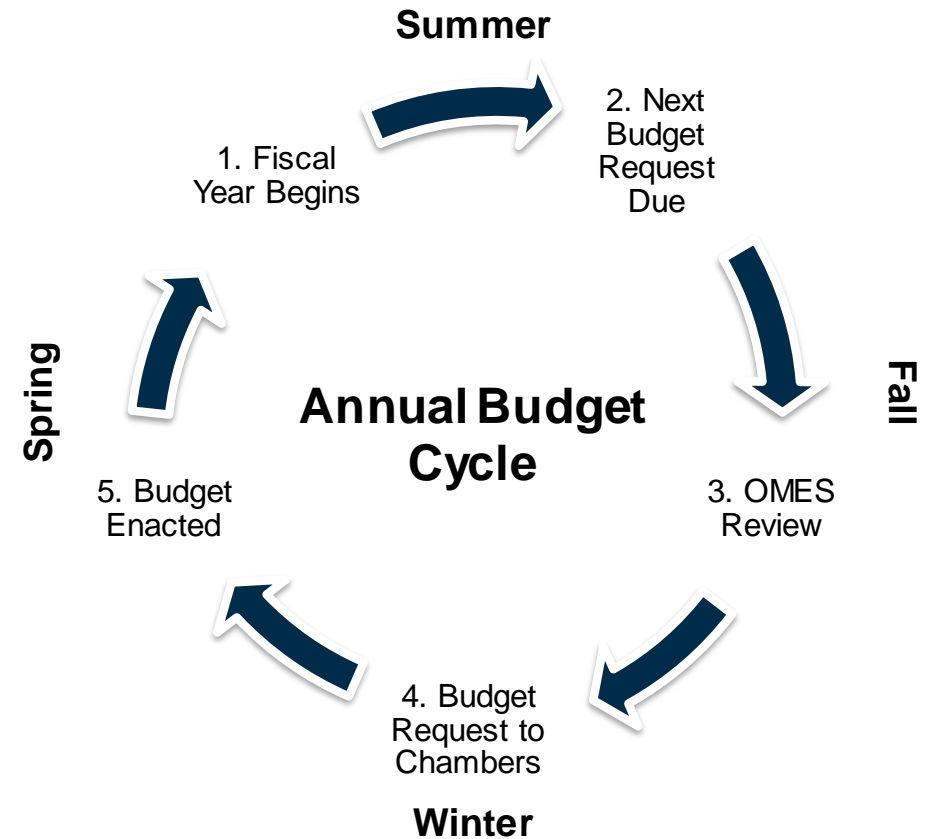 Summer
1. Fiscal
Year Begins
2. Next
Budget
Request
Due
Fall
3. OMES
Review
4. Budget
Request to
Chambers
Winter
5. Budget
Enacted
Spring
Annual Budget
Cycle